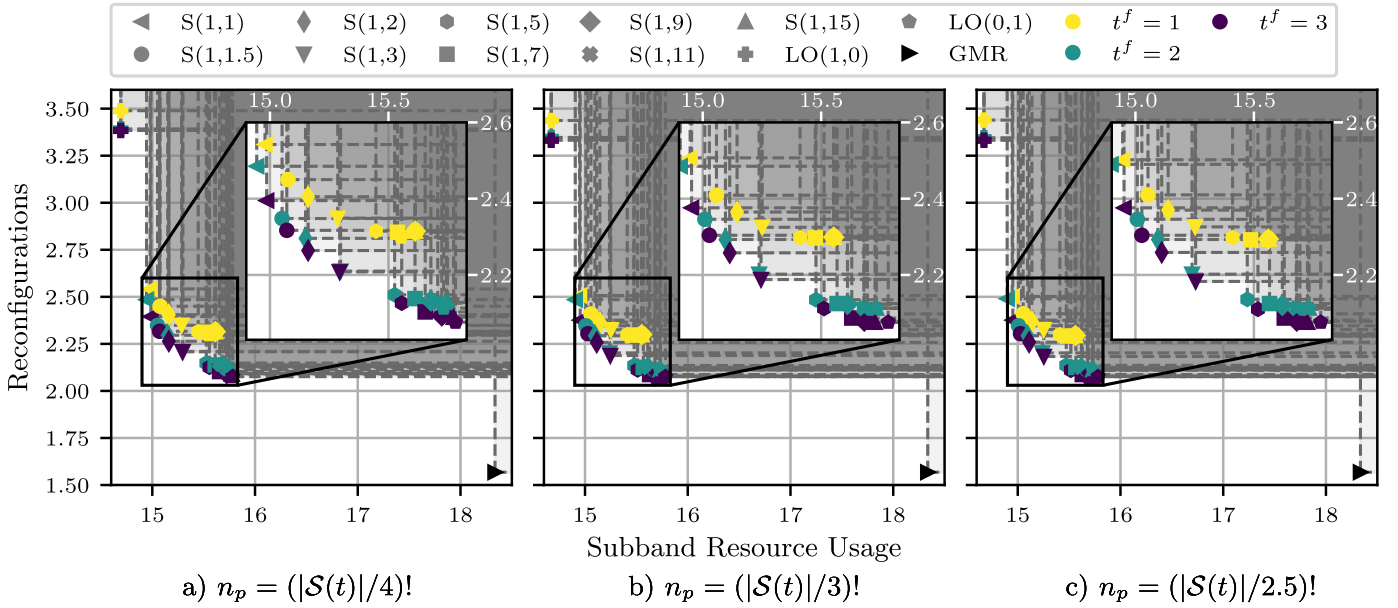 S(1,1) S(1,2) S(1,5) S(1,9) S(1,15) LO(0,1) t^f = 1 t^f = 3
S(1,1.5) S(1,3) S(1,7) S(1,11) LO(1,0) GMR t^f = 2
Reconfigurations
3.50
3.25
3.00
2.75
2.50
2.25
2.00
1.75
1.50
15.0 15.5
2.6
2.4
2.2
15 16 17 18
15.0 15.5
2.6
2.4
2.2
15 16 17 18
15.0 15.5
2.6
2.4
2.2
15 16 17 18
Subband Resource Usage
a) n_p = (|𝒮(t)|/4)!
b) n_p = (|𝒮(t)|/3)!
c) n_p = (|𝒮(t)|/2.5)!